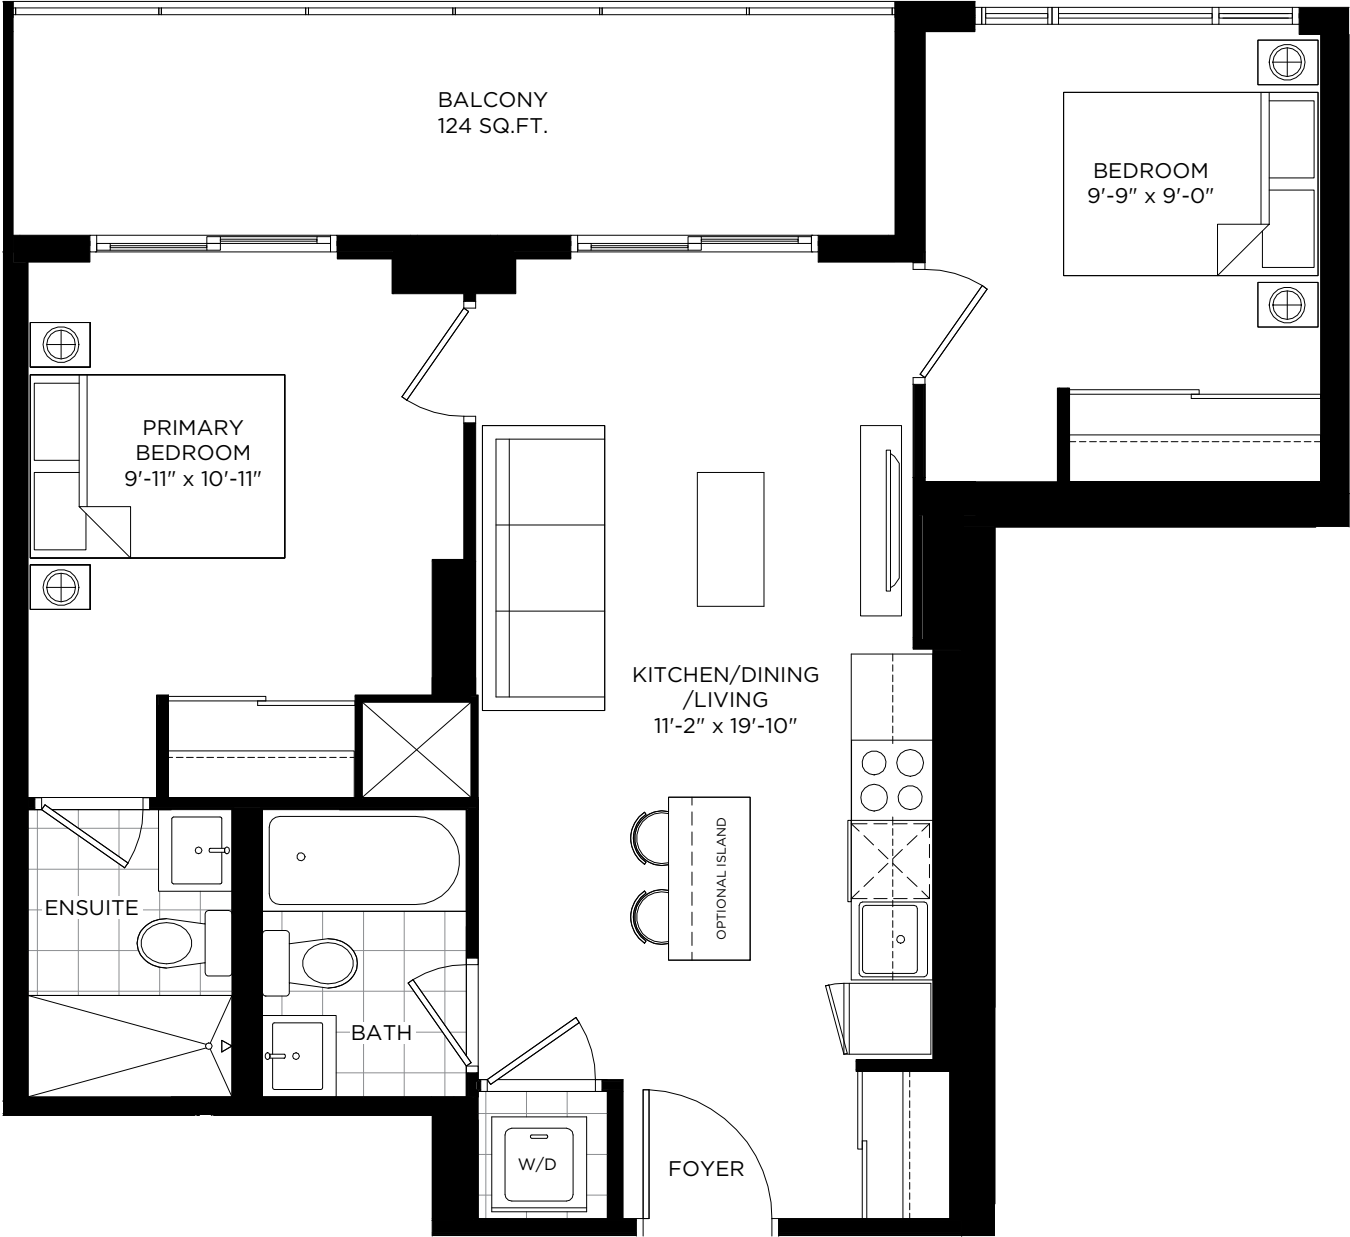 BALCONY
124 SQ.FT.
BEDROOM
9'-9" x 9'-0"
PRIMARY
BEDROOM
9'-11" x 10'-11"
KITCHEN/DINING
/LIVING
11'-2" x 19'-10"
OPTIONAL ISLAND
ENSUITE
BATH
W/D
FOYER